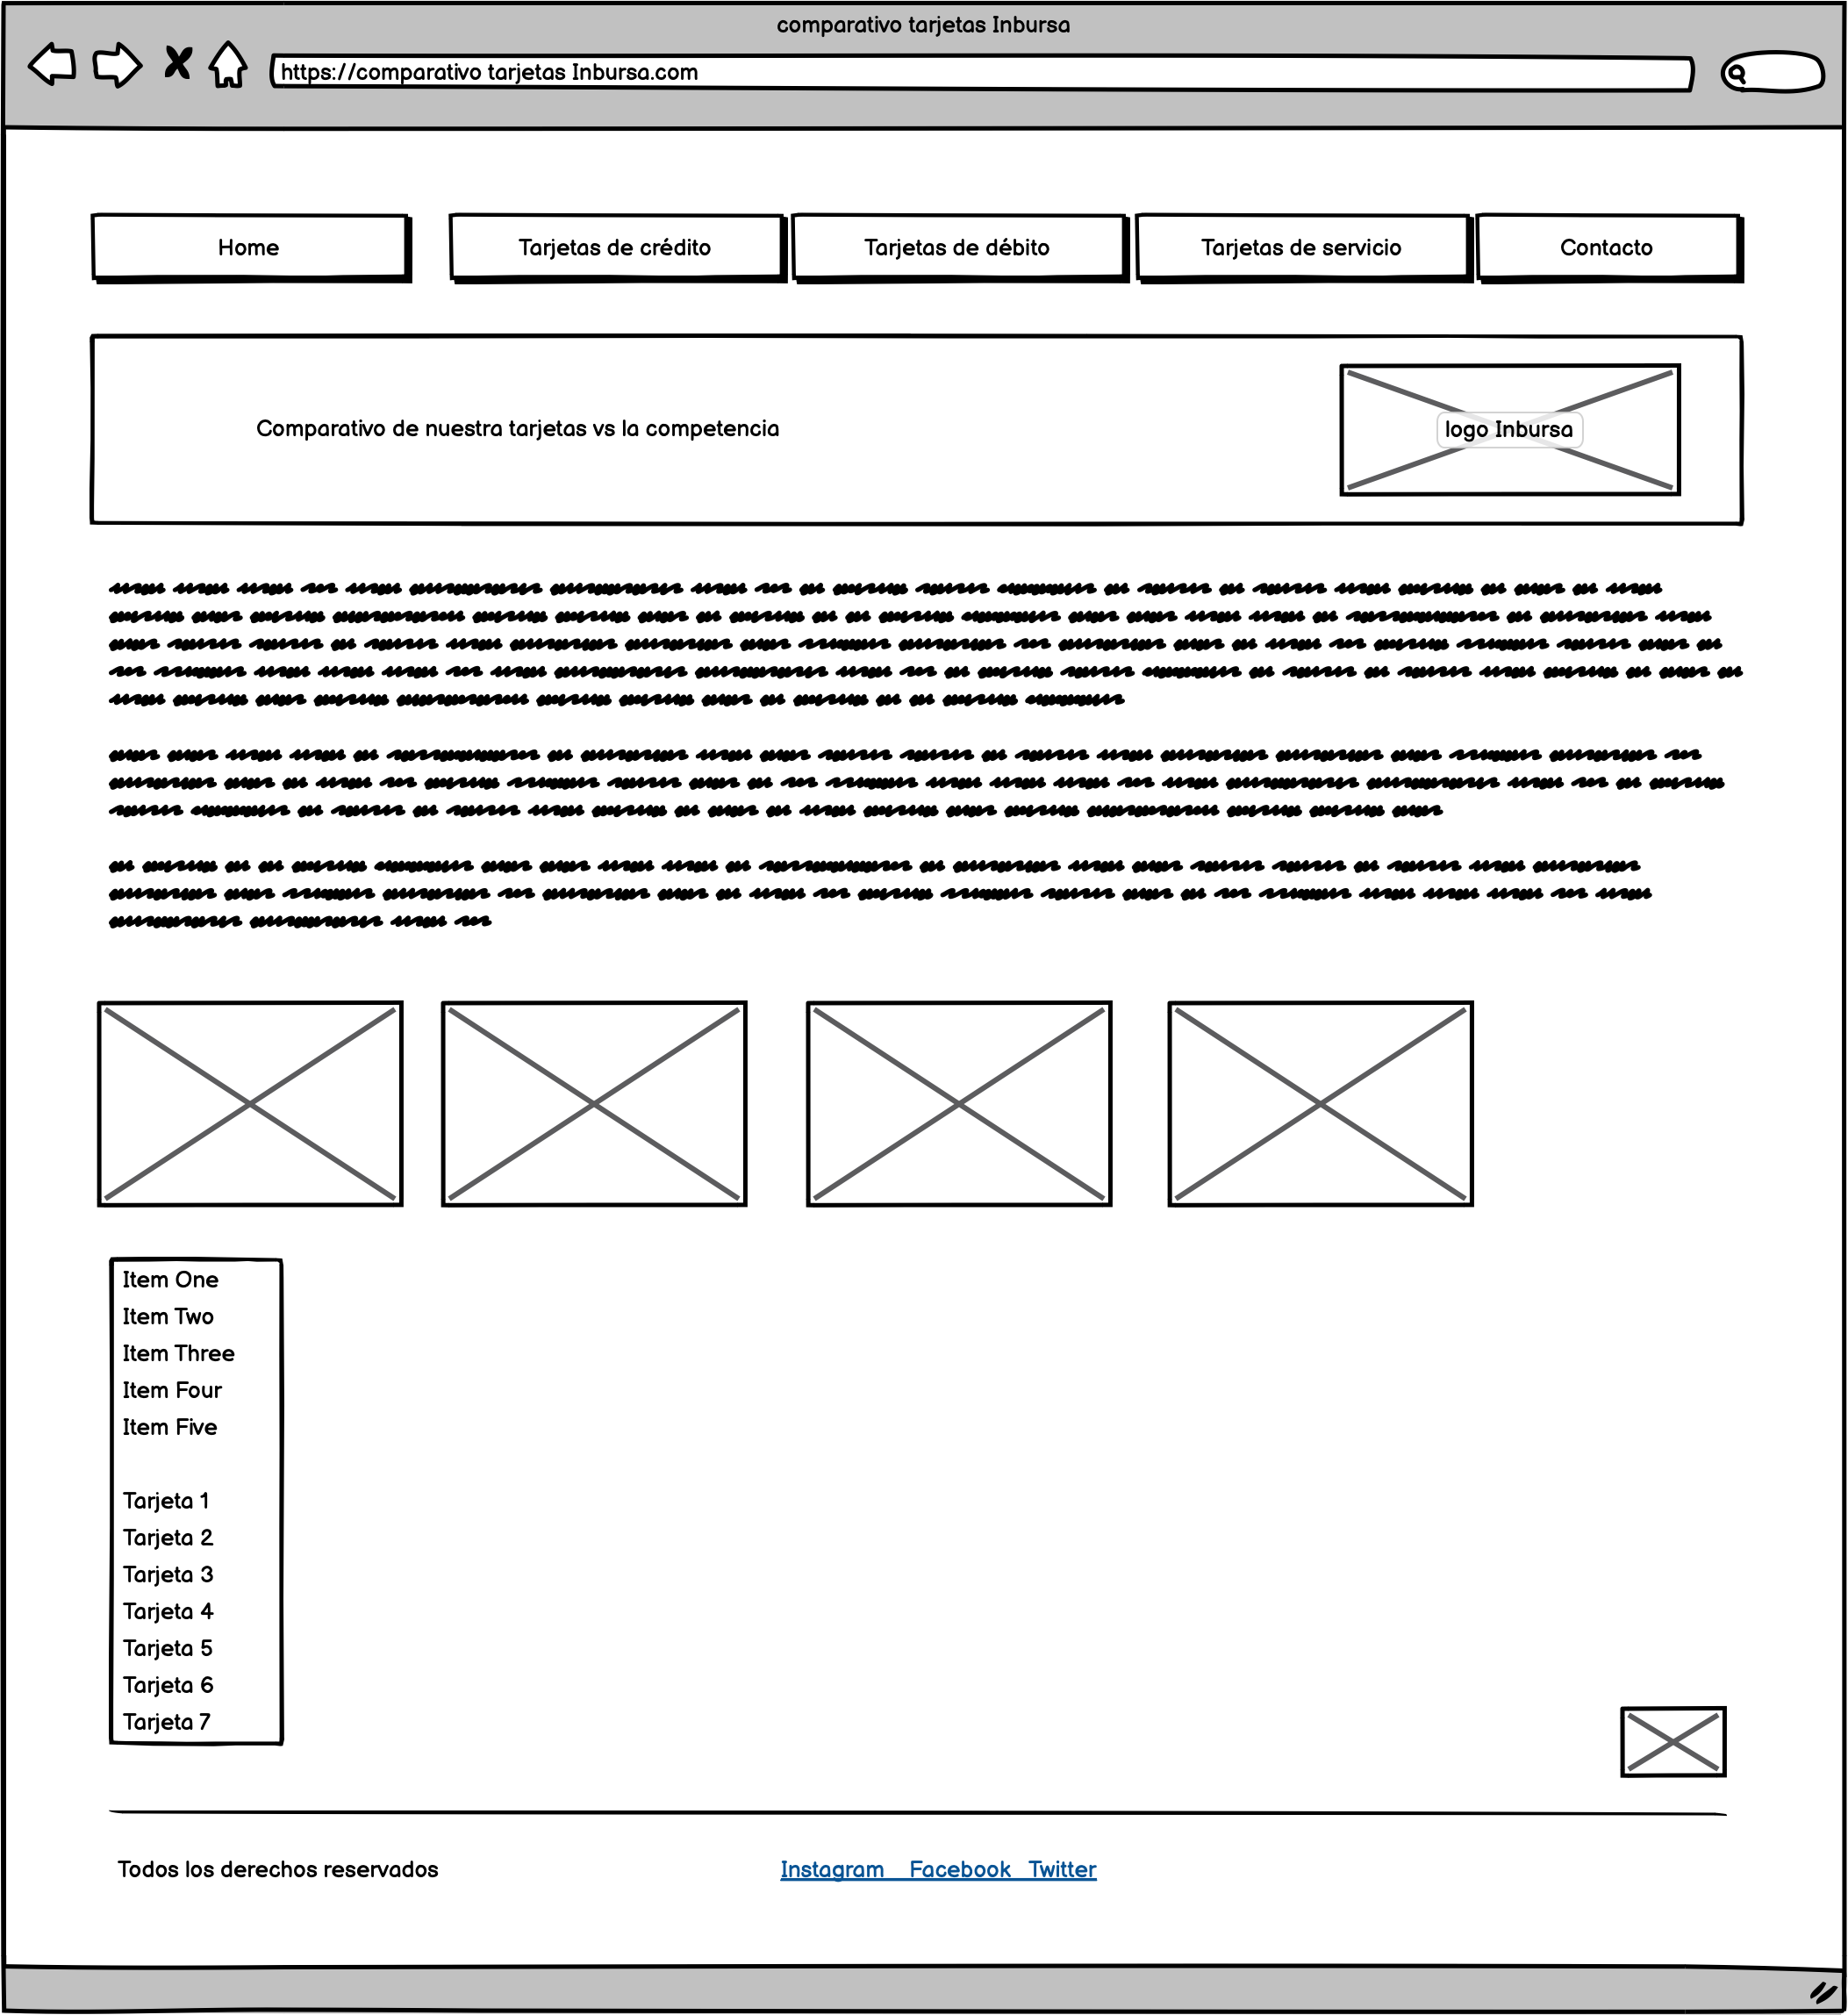 comparativo tarjetas Inbursa
https://comparativo tarjetas Inbursa.com
Home
Tarjetas de crédito
Tarjetas de débito
Tarjetas de servicio
Contacto
Comparativo de nuestra tarjetas vs la competencia
logo Inbursa
Item One
Item Two
Item Three
Item Four
Item Five
Tarjeta 1
Tarjeta 2
Tarjeta 3
Tarjeta 4
Tarjeta 5
Tarjeta 6
Tarjeta 7
Todos los derechos reservados
Instagram Facebook Twitter